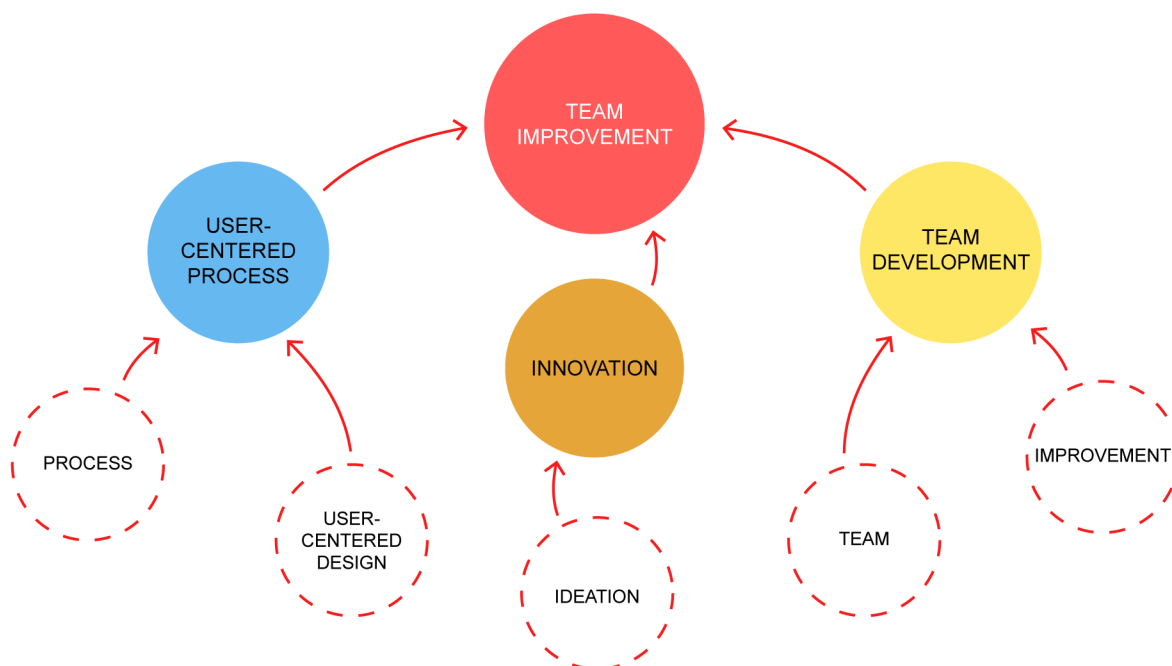 TEAM
IMPROVEMENT
USER-
CENTERED
PROCESS
TEAM
DEVELOPMENT
INNOVATION
PROCESS
USER-
CENTERED
DESIGN
IDEATION
TEAM
IMPROVEMENT